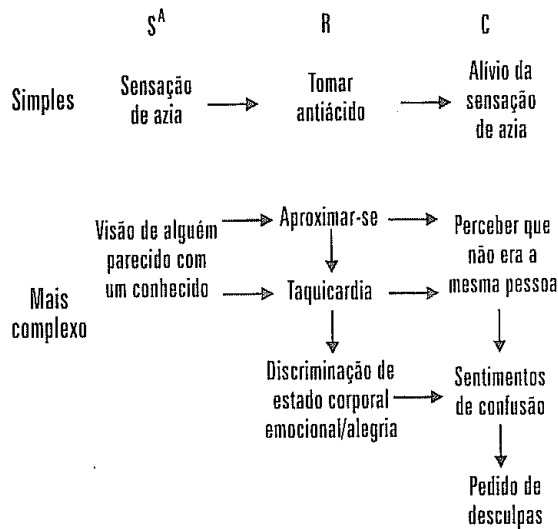 S^A R C
Simples
Sensação
de azia
Tomar
antiácido
Alívio da
sensação
de azia
Mais
complexo
Visão de alguém
parecido com
um conhecido
Aproximar-se
Taquicardia
Discriminação de
estado corporal
emocional/alegria
Perceber que
não era a
mesma pessoa
Sentimentos
de confusão
Pedido de
desculpas